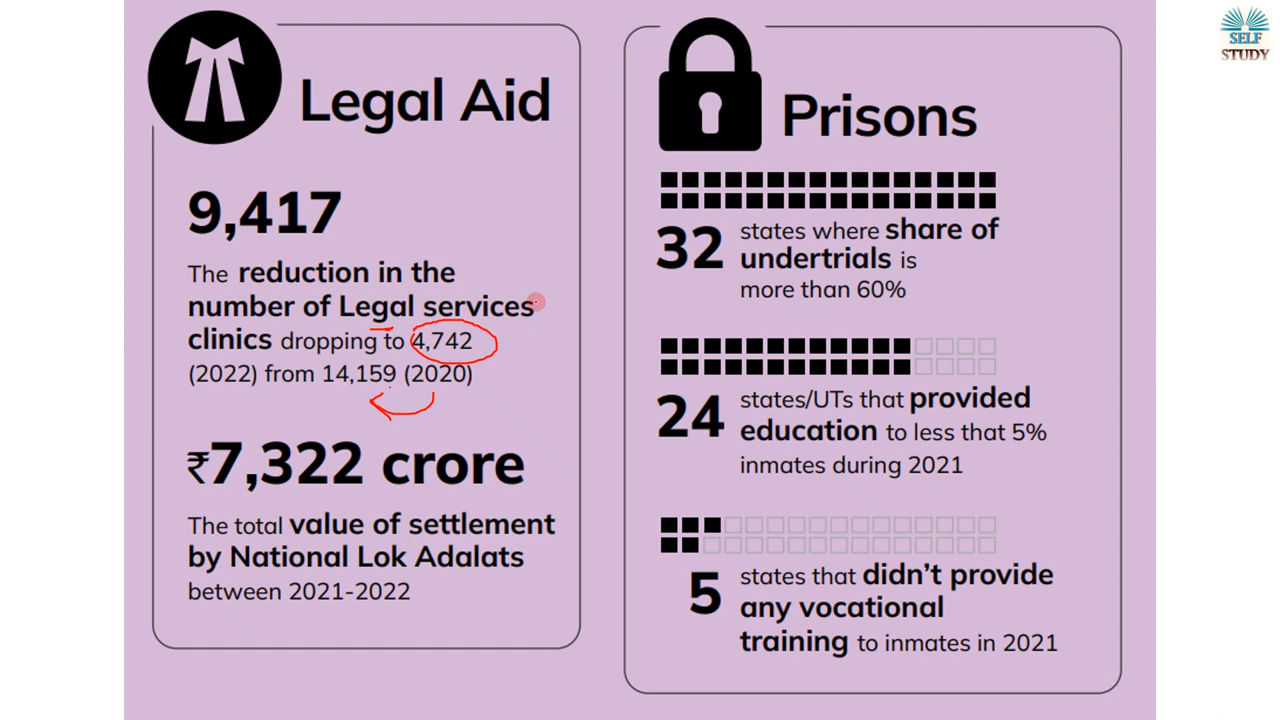 Legal Aid
9,417
The reduction in the
number of Legal services
clinics dropping to 4,742
(2022) from 14,159 (2020)
₹7,322 crore
The total value of settlement
by National Lok Adalats
between 2021-2022
Prisons
32
states where share of
undertrials is
more than 60%
24
states/UTs that provided
education to less that 5%
inmates during 2021
5
states that didn't provide
any vocational
training to inmates in 2021
SELF
STUDY